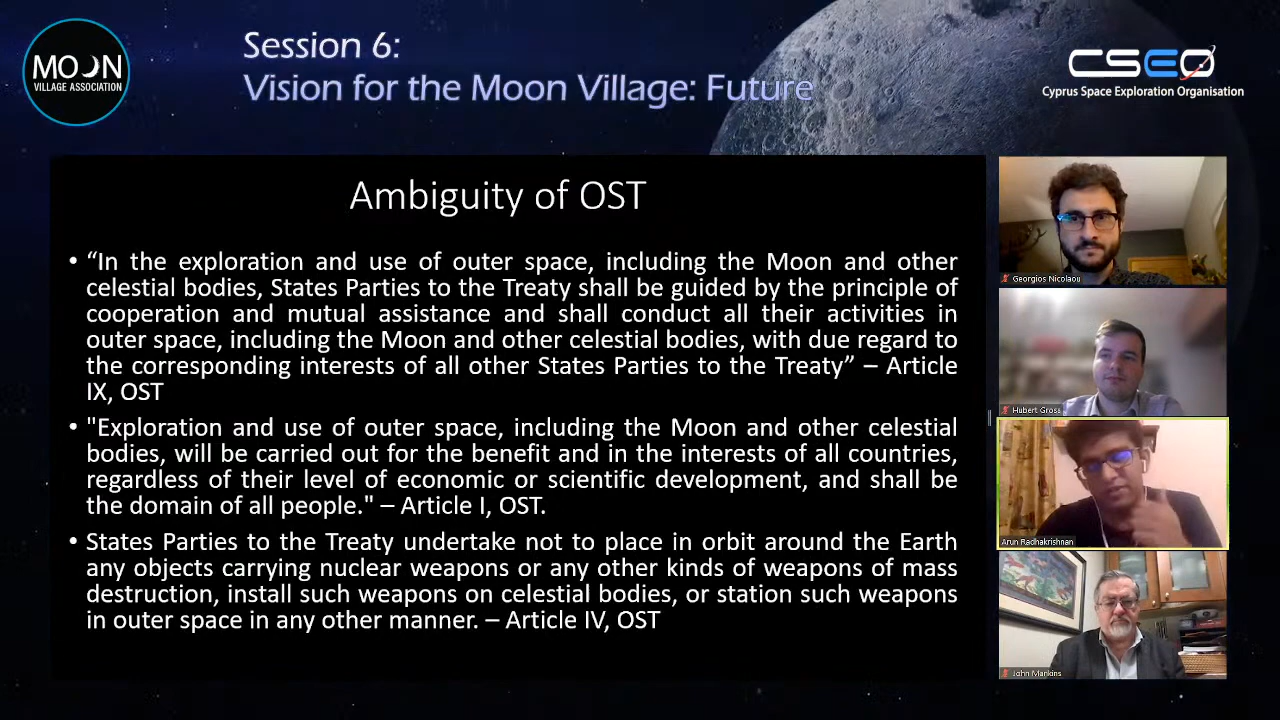 MOON
VILLAGE ASSOCIATION
Session 6:
Vision for the Moon Village: Future
CSEO
Cyprus Space Exploration Organisation
Ambiguity of OST
• “In the exploration and use of outer space, including the Moon and other
celestial bodies, States Parties to the Treaty shall be guided by the principle of
cooperation and mutual assistance and shall conduct all their activities in
outer space, including the Moon and other celestial bodies, with due regard to
the corresponding interests of all other States Parties to the Treaty” – Article
IX, OST
• "Exploration and use of outer space, including the Moon and other celestial
bodies, will be carried out for the benefit and in the interests of all countries,
regardless of their level of economic or scientific development, and shall be
the domain of all people." – Article I, OST.
• States Parties to the Treaty undertake not to place in orbit around the Earth
any objects carrying nuclear weapons or any other kinds of weapons of mass
destruction, install such weapons on celestial bodies, or station such weapons
in outer space in any other manner. – Article IV, OST
Georgios Nicolaou
Hubert Gross
Arun Radhakrishnan
John Mankins